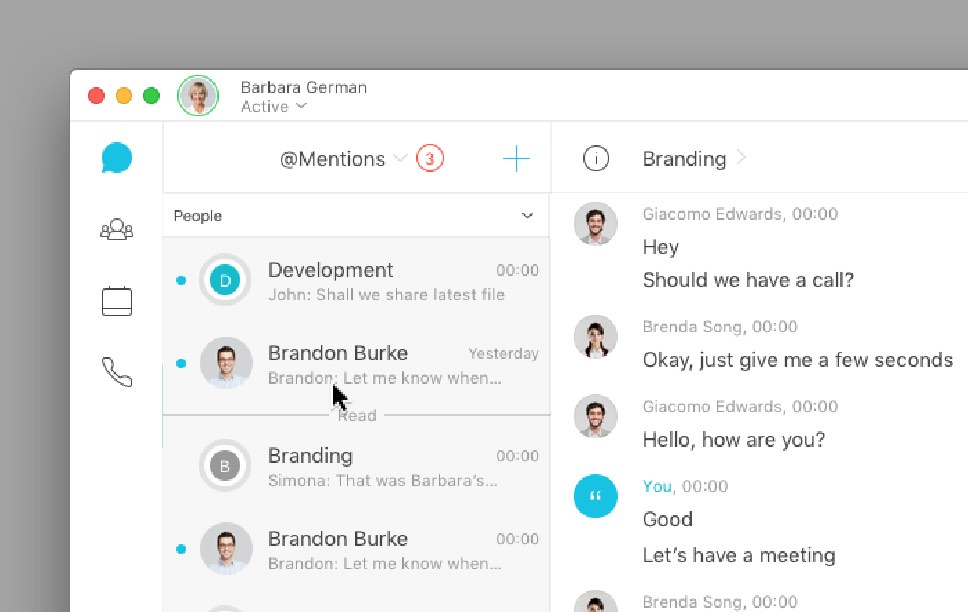 Barbara German
Active
@Mentions 3
People
D
Development 00:00
John: Shall we share latest file
Brandon Burke Yesterday
Brandon: Let me know when...
Read
B
Branding 00:00
Simona: That was Barbara's...
Brandon Burke 00:00
Brandon: Let me know when...
i
Branding
Giacomo Edwards, 00:00
Hey
Should we have a call?
Brenda Song, 00:00
Okay, just give me a few seconds
Giacomo Edwards, 00:00
Hello, how are you?
“
You, 00:00
Good
Let's have a meeting
Brenda Song, 00:00